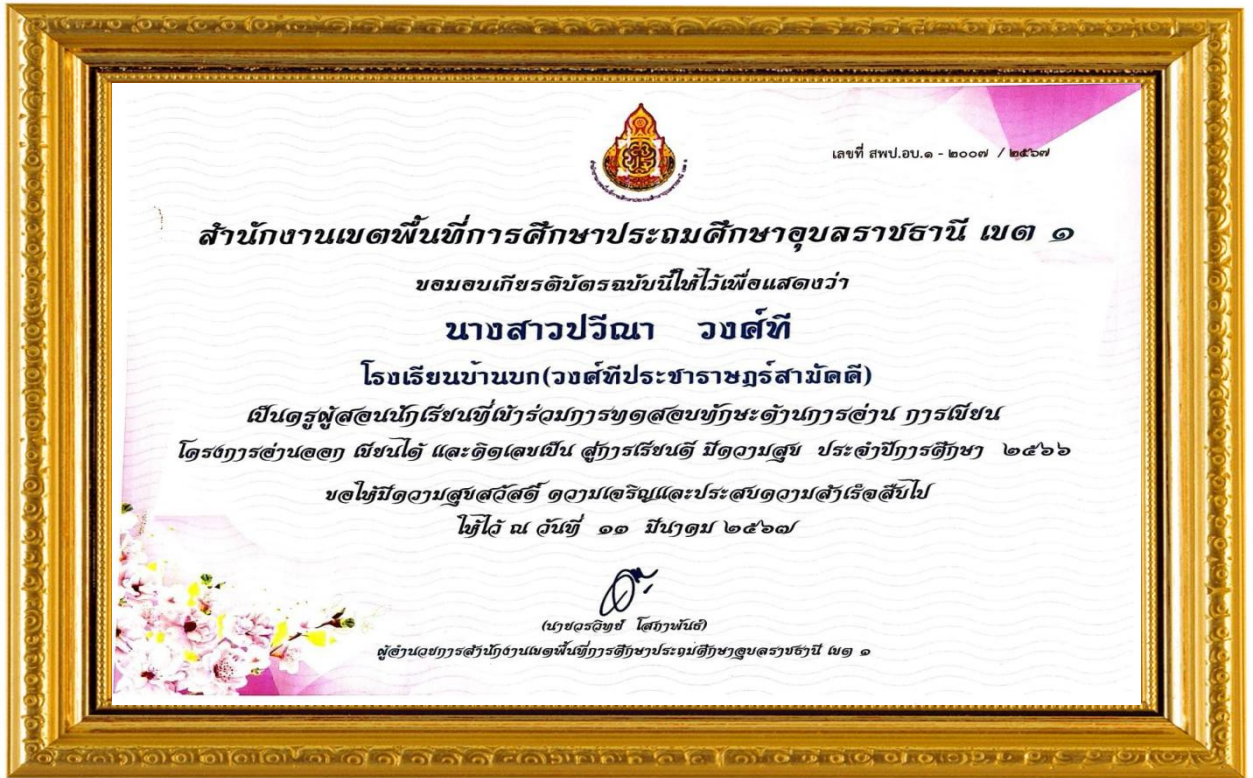 เลขที่ สพป.อบ.๑ - ๒๐๐๗ / ๒๕๖๗
สำนักงานเขตพื้นที่การศึกษาประถมศึกษาอุบลราชธานี เขต ๑
ขอมอบเกียรติบัตรฉบับนี้ให้ไว้เพื่อแสดงว่า
นางสาวปวีณา วงศ์ที
โรงเรียนบ้านบก(วงศ์ทีประชาราษฎร์สามัคคี)
เป็นครูผู้สอนนักเรียนที่เข้าร่วมการทดสอบทักษะด้านการอ่าน การเขียน
โครงการอ่านออก เขียนได้ และคิดเลขเป็น สู่การเรียนดี มีความสุข ประจำปีการศึกษา ๒๕๖๖
ขอให้มีความสุขสวัสดี ความเจริญและประสบความสำเร็จสืบไป
ให้ไว้ ณ วันที่ ๑๑ มีนาคม ๒๕๖๗
(นายวรวิทย์ โสภาพันธ์)
ผู้อำนวยการสำนักงานเขตพื้นที่การศึกษาประถมศึกษาอุบลราชธานี เขต ๑